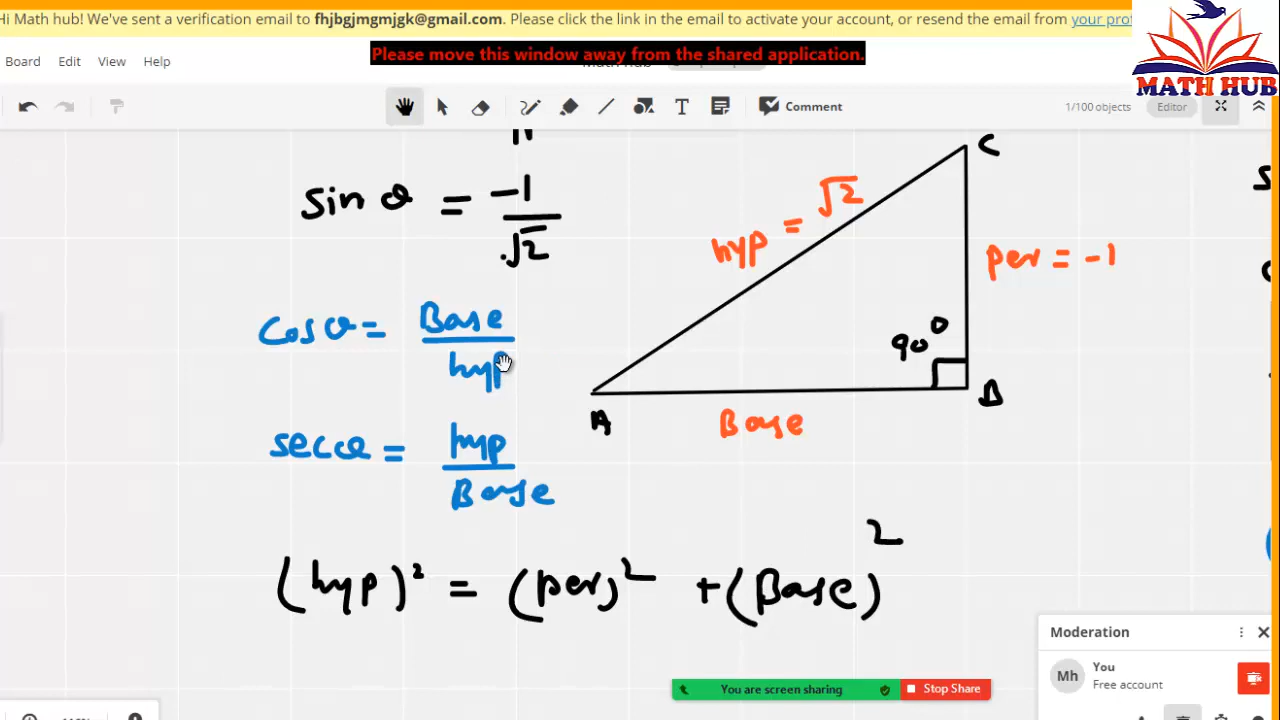 Hi Math hub! We've sent a verification email to fhjbgjmgmjgk@gmail.com. Please click the link in the email to activate your account, or resend the email from your prof
Please move this window away from the shared application.
MATH HUB
Board Edit View Help
Comment
1/100 objects
Editor
sin θ = -1
√2
hyp = √2
C
per = -1
cos θ = Base
hyp
90°
A
Base
B
sec θ = hyp
Base
(hyp)² = (per)² + (Base)²
Moderation
Mh
You
Free account
You are screen sharing
Stop Share